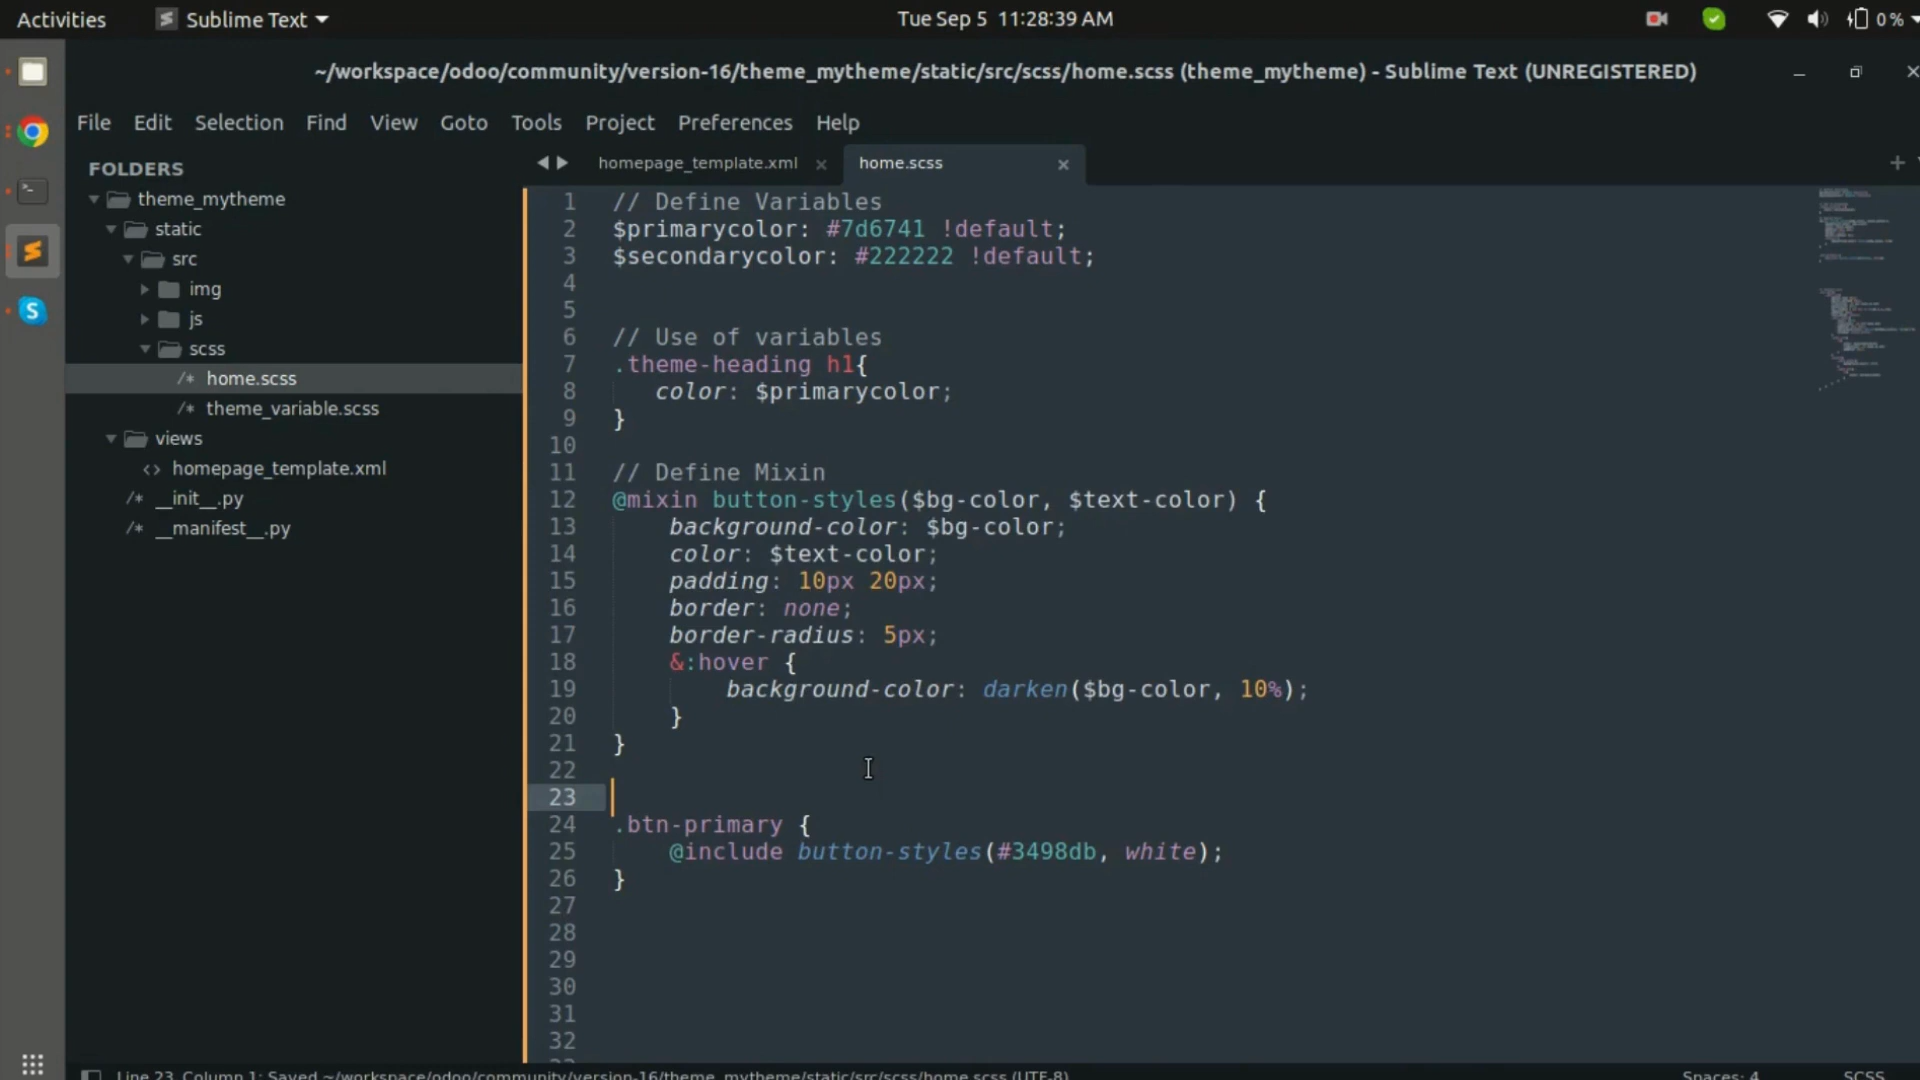 Activities
Sublime Text
Tue Sep 5 11:28:39 AM
0 %
~/workspace/odoo/community/version-16/theme_mytheme/static/src/scss/home.scss (theme_mytheme) - Sublime Text (UNREGISTERED)
File Edit Selection Find View Goto Tools Project Preferences Help
FOLDERS
theme_mytheme
static
src
img
js
scss
/* home.scss
/* theme_variable.scss
views
<> homepage_template.xml
/* __init__.py
/* __manifest__.py
homepage_template.xml
home.scss
1 // Define Variables
2 $primarycolor: #7d6741 !default;
3 $secondarycolor: #222222 !default;
4
5
6 // Use of variables
7 .theme-heading h1{
8 color: $primarycolor;
9 }
10
11 // Define Mixin
12 @mixin button-styles($bg-color, $text-color) {
13 background-color: $bg-color;
14 color: $text-color;
15 padding: 10px 20px;
16 border: none;
17 border-radius: 5px;
18 &:hover {
19 background-color: darken($bg-color, 10%);
20 }
21 }
22
23
24 .btn-primary {
25 @include button-styles(#3498db, white);
26 }
27
28
29
30
31
32
Line 23, Column 1; Saved ~/workspace/odoo/community/version-16/theme_mytheme/static/src/scss/home.scss (UTF-8)
Spaces: 4
SCSS